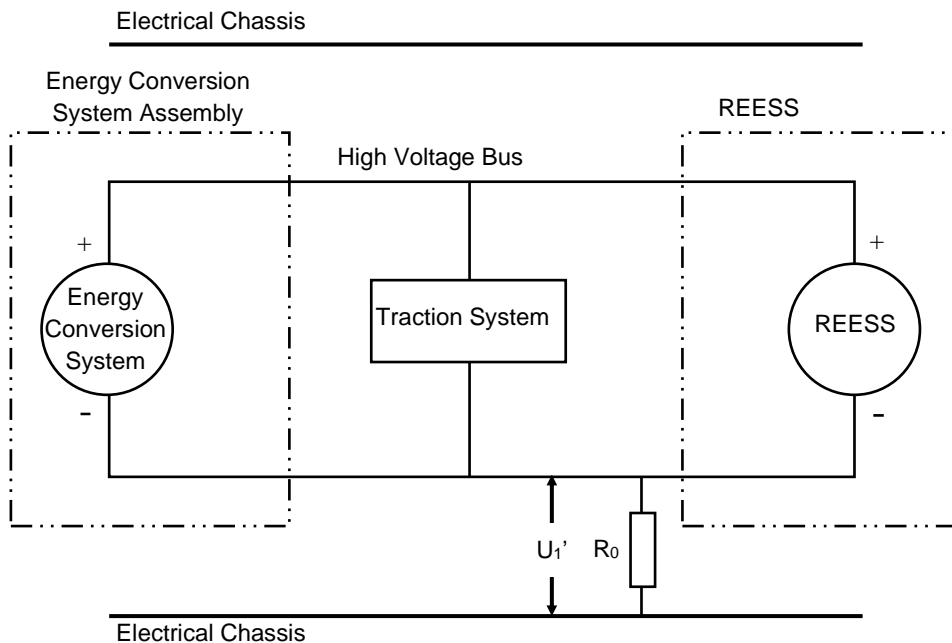 Electrical Chassis
Energy Conversion
System Assembly
REESS
High Voltage Bus
+
+
Energy
Conversion
System
Traction System
REESS
-
-
U₁’
R₀
Electrical Chassis